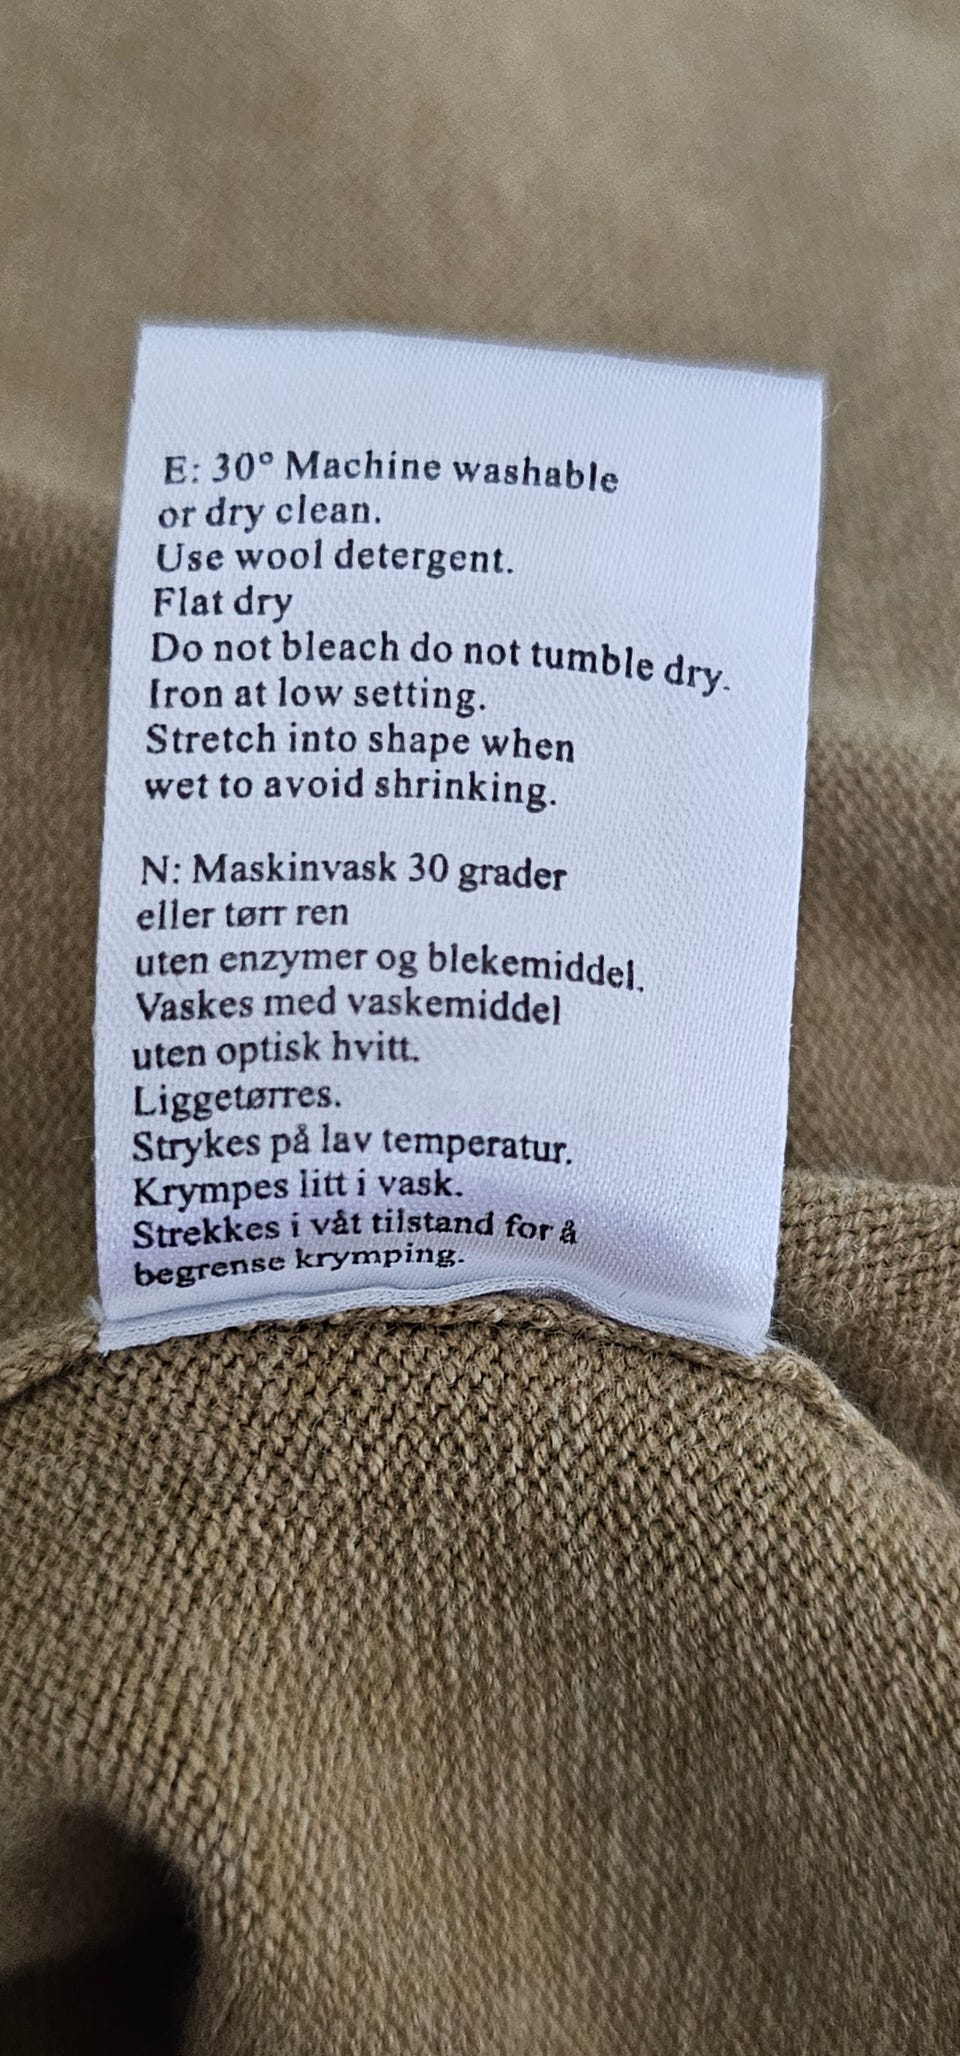 E: 30° Machine washable
or dry clean.
Use wool detergent.
Flat dry
Do not bleach do not tumble dry.
Iron at low setting.
Stretch into shape when
wet to avoid shrinking.
N: Maskinvask 30 grader
eller tørr ren
uten enzymer og blekemiddel.
Vaskes med vaskemiddel
uten optisk hvitt.
Liggetørres.
Strykes på lav temperatur.
Krympes litt i vask.
Strekkes i våt tilstand for å
begrense krymping.